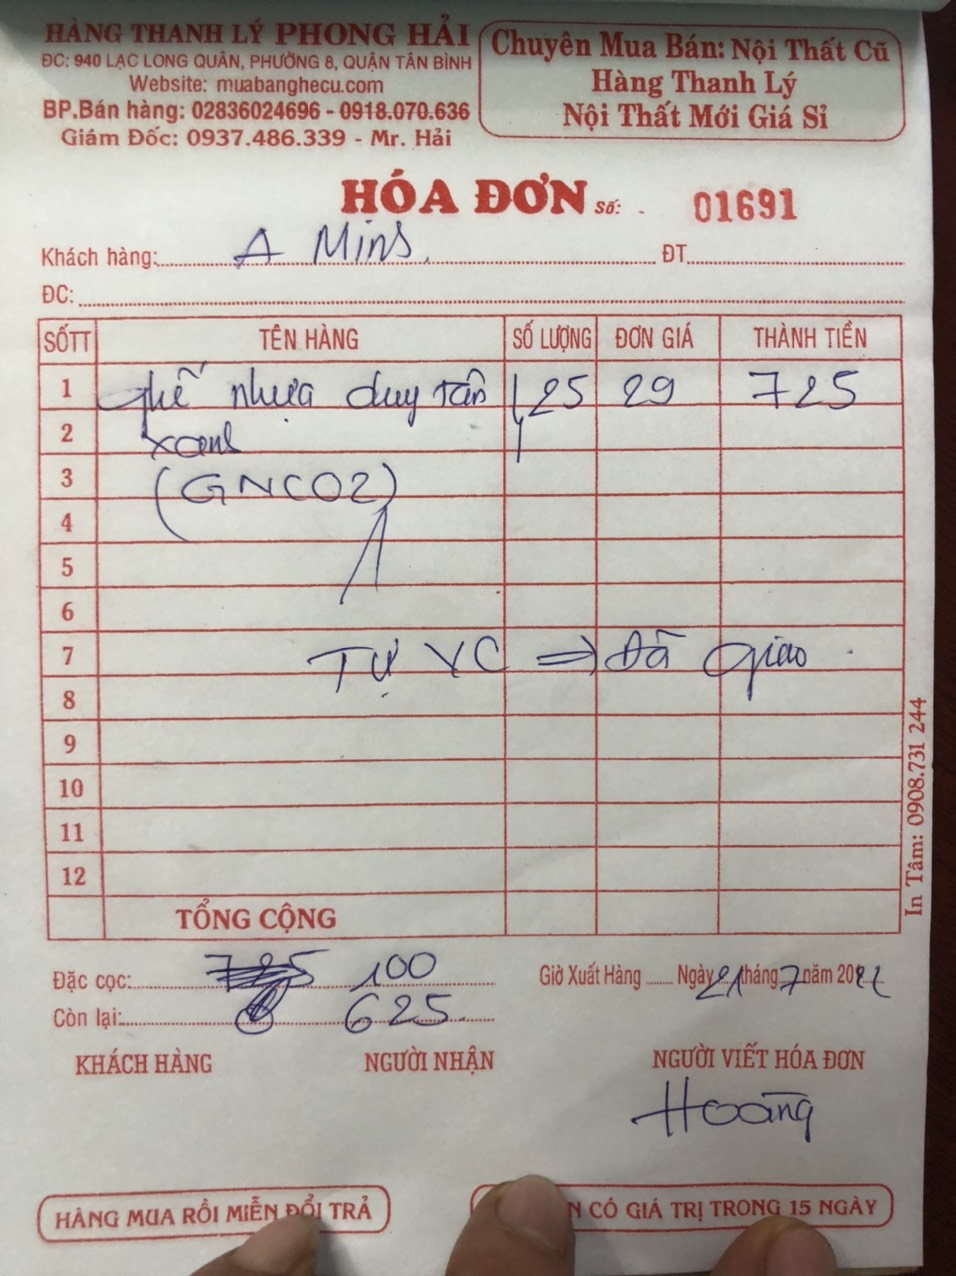 HÀNG THANH LÝ PHONG HẢI
ĐC: 940 LẠC LONG QUÂN, PHƯỜNG 8, QUẬN TÂN BÌNH
Website: muabanghecu.com
BP.Bán hàng: 02836024696 - 0918.070.636
Giám Đốc: 0937.486.339 - Mr. Hải
Chuyên Mua Bán: Nội Thất Cũ
Hàng Thanh Lý
Nội Thất Mới Giá Sỉ
HÓA ĐƠN Số: 01691
Khách hàng: A ĐT
ĐC:
SỐTT TÊN HÀNG SỐ LƯỢNG ĐƠN GIÁ THÀNH TIỀN
1 ghế nhựa duy tân 25 29 725
2 xanh
3 (GNC02)
4
5
6
7 TỰ VC => Đã giao
8
9
10
11
12
TỔNG CỘNG
Đặc cọc: 725 100
Còn lại: 625
Giờ Xuất Hàng Ngày 21 tháng 7 năm 20
KHÁCH HÀNG NGƯỜI NHẬN NGƯỜI VIẾT HÓA ĐƠN
Hoàng
HÀNG MUA RỒI MIỄN ĐỔI TRẢ
CÓ GIÁ TRỊ TRONG 15 NGÀY
In Tâm: 0908.731 244